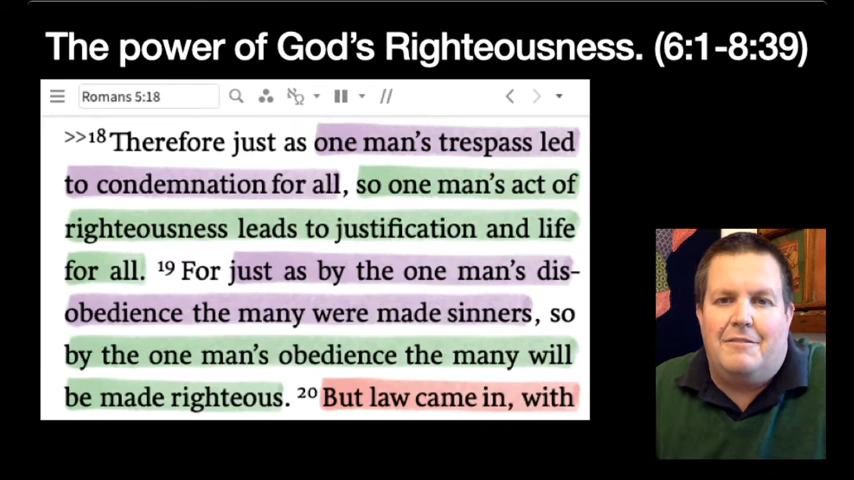 The power of God's Righteousness. (6:1-8:39)
Romans 5:18
>>18 Therefore just as one man's trespass led
to condemnation for all, so one man's act of
righteousness leads to justification and life
for all. 19 For just as by the one man's dis-
obedience the many were made sinners, so
by the one man's obedience the many will
be made righteous. 20 But law came in, with